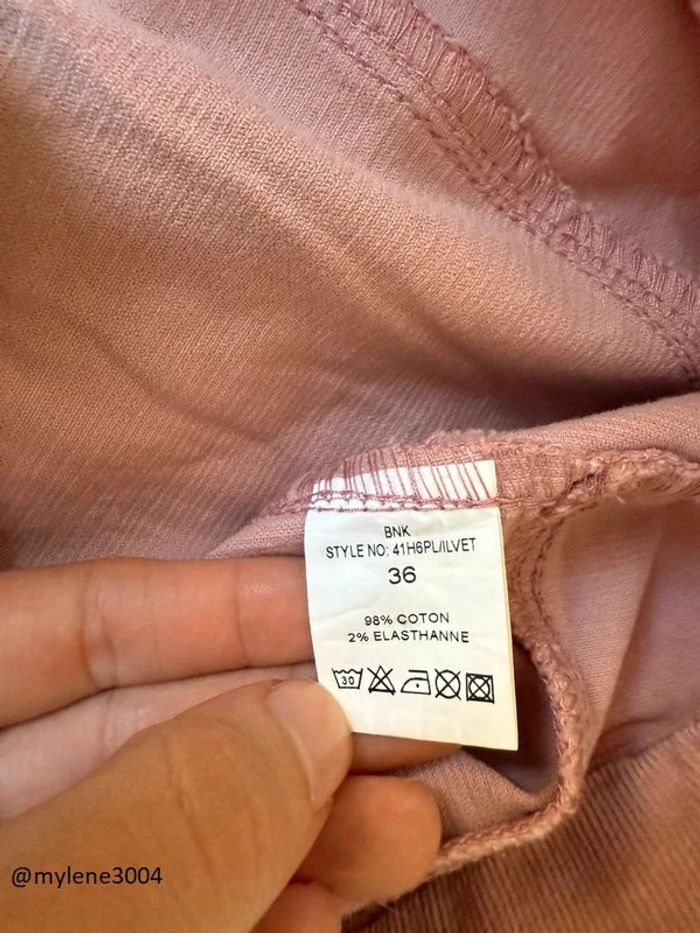 BNK
STYLE NO: 41H6PL/ILVET
36
98% COTON
2% ELASTHANNE
30
@mylene3004